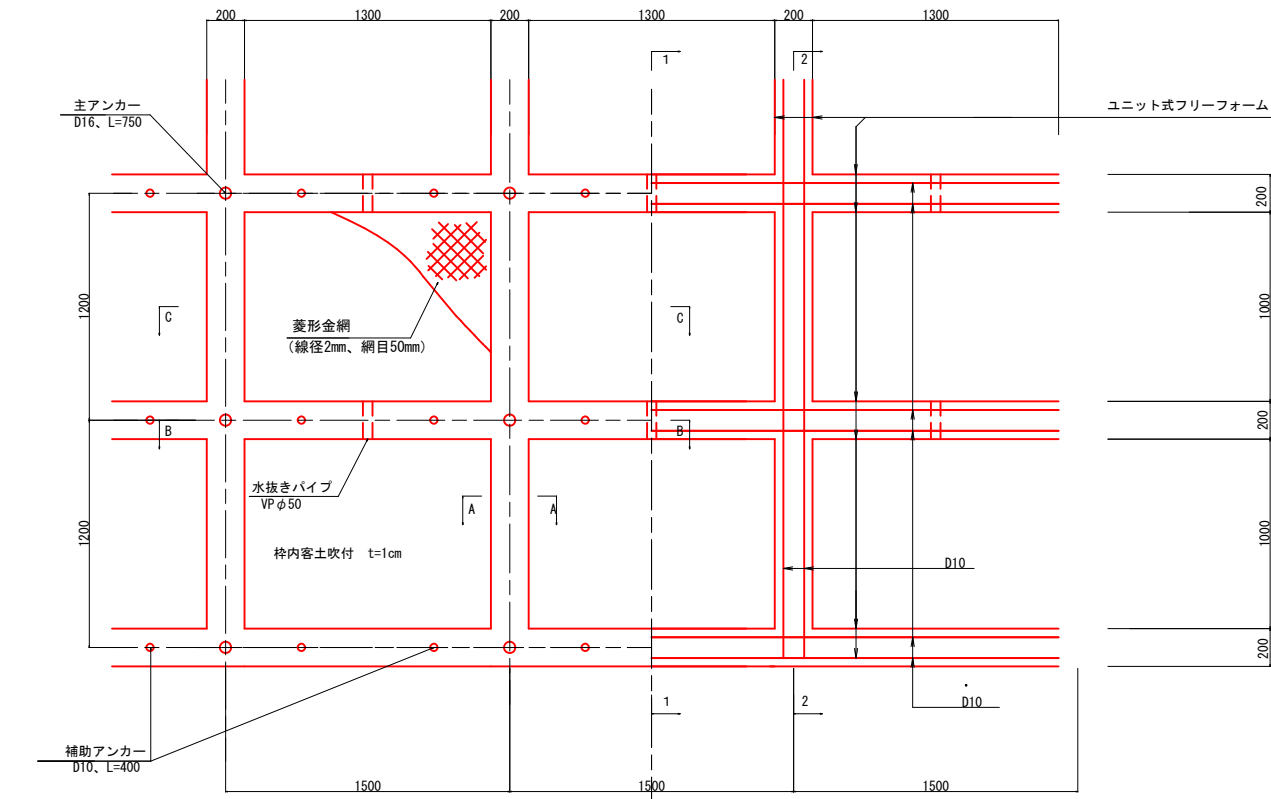 200 1300 200 1300 200 1300
1 2
主アンカー
D16、L=750
ユニット式フリーフォーム
200
1200
C C
1000
菱形金網
(線径2mm、網目50mm)
B B
200
水抜きパイプ
VPφ50
A A
1200
1000
枠内客土吹付 t=1cm
D10
200
D10
1 2
補助アンカー
D10、L=400
1500 1500 1500